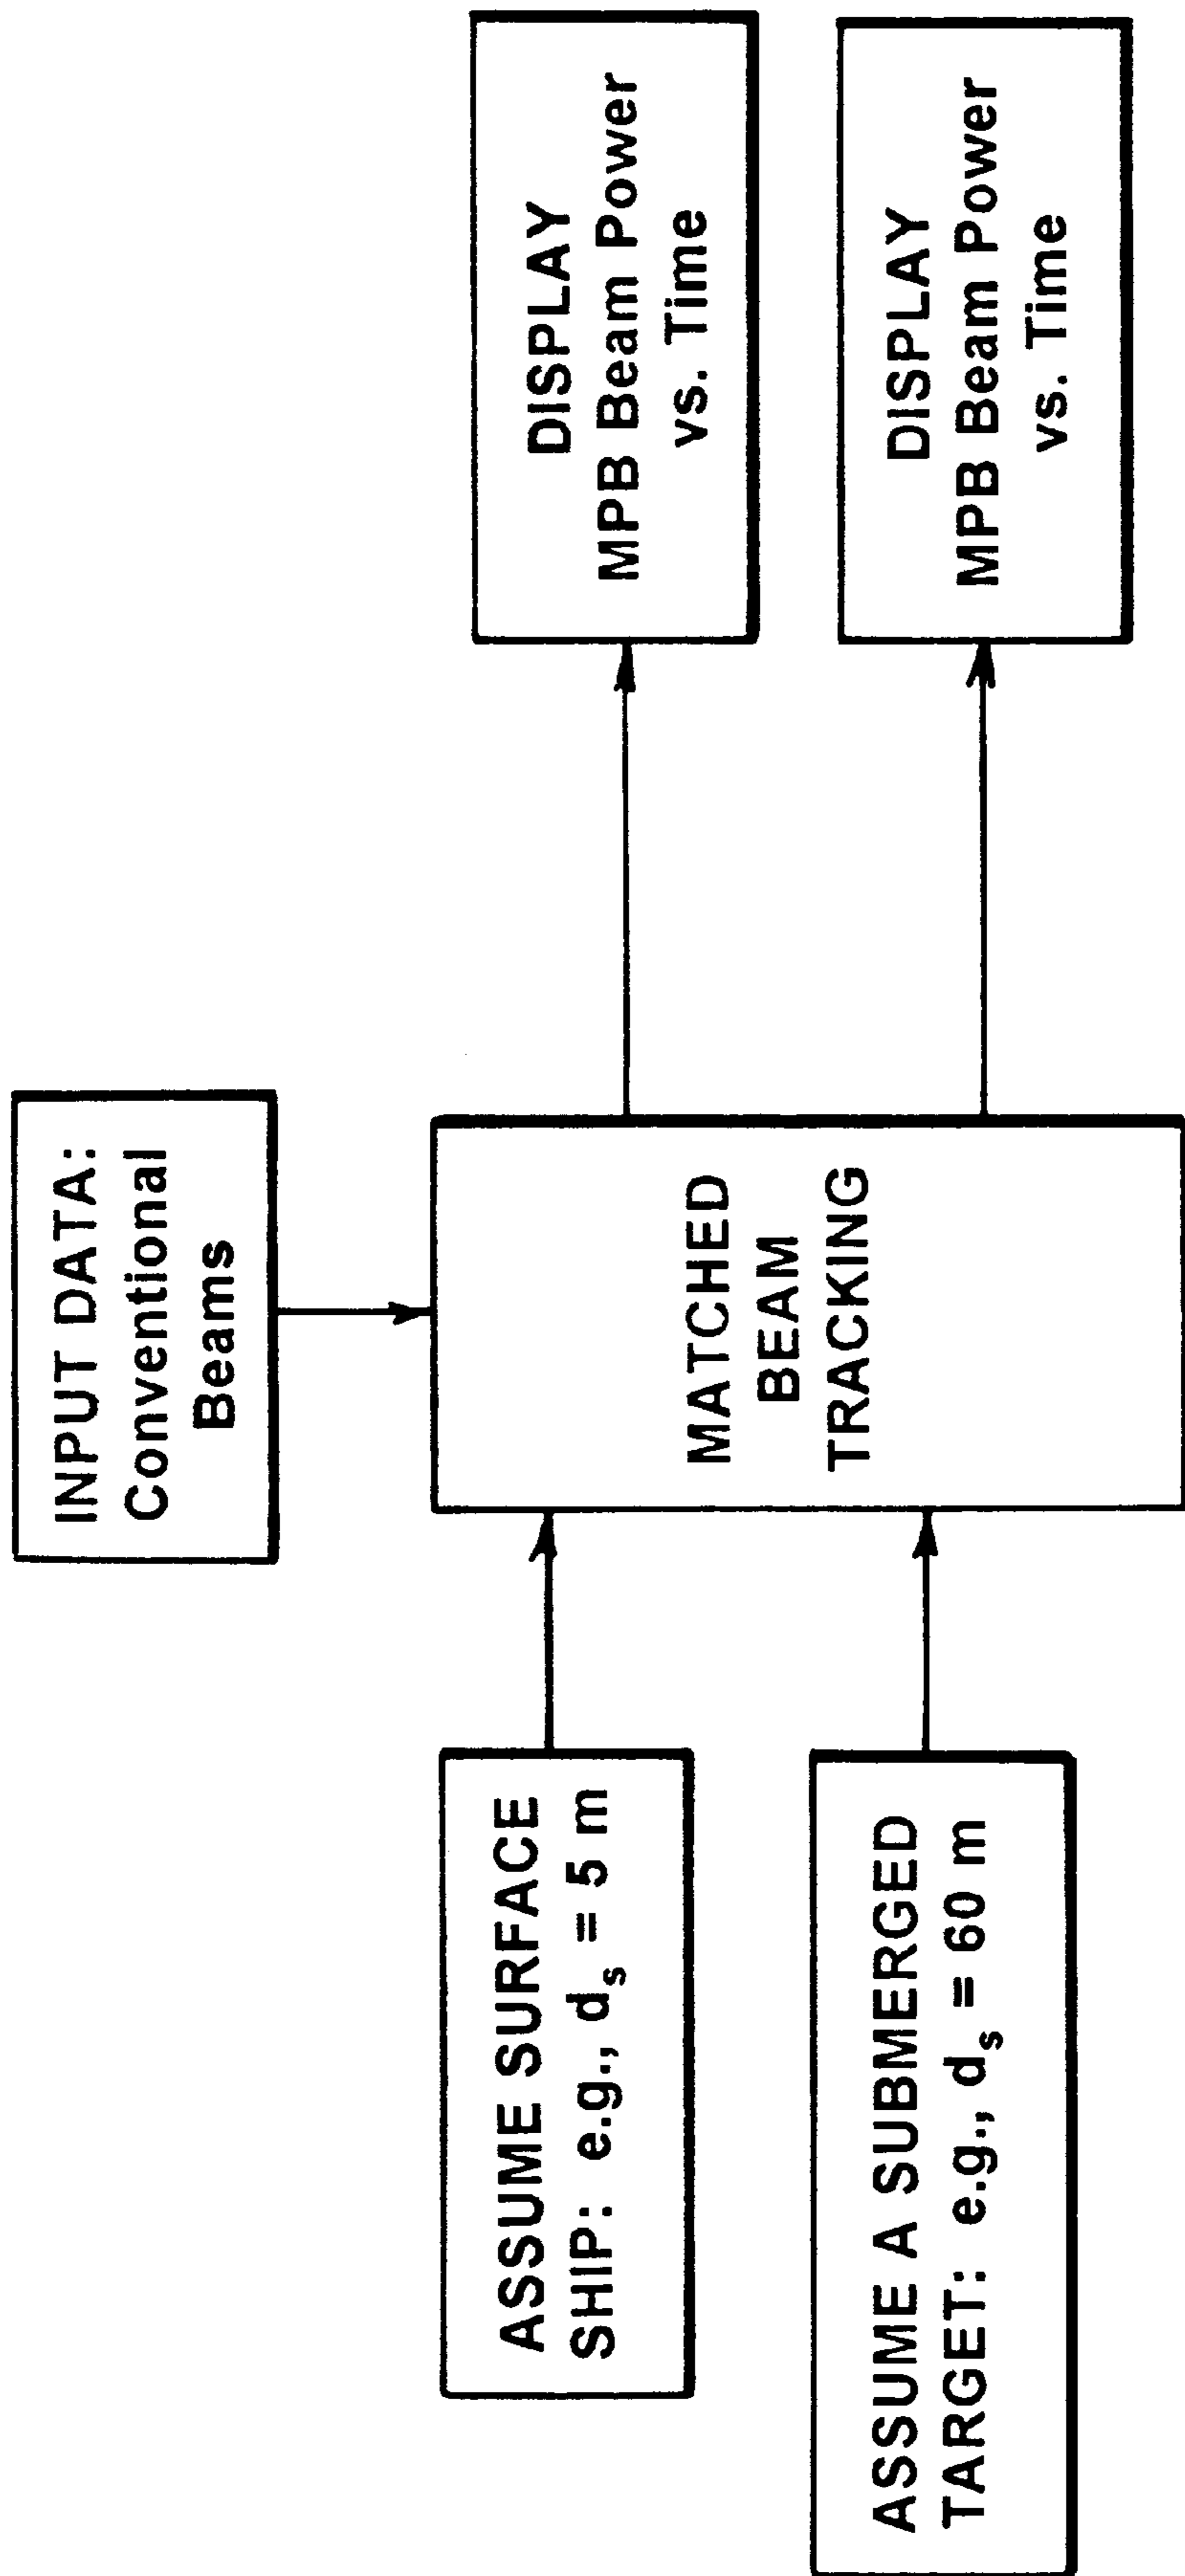 INPUT DATA:
Conventional
Beams
ASSUME SURFACE
SHIP: e.g., dₛ = 5 m
MATCHED
BEAM
TRACKING
DISPLAY
MPB Beam Power
vs. Time
ASSUME A SUBMERGED
TARGET: e.g., dₛ = 60 m
DISPLAY
MPB Beam Power
vs. Time